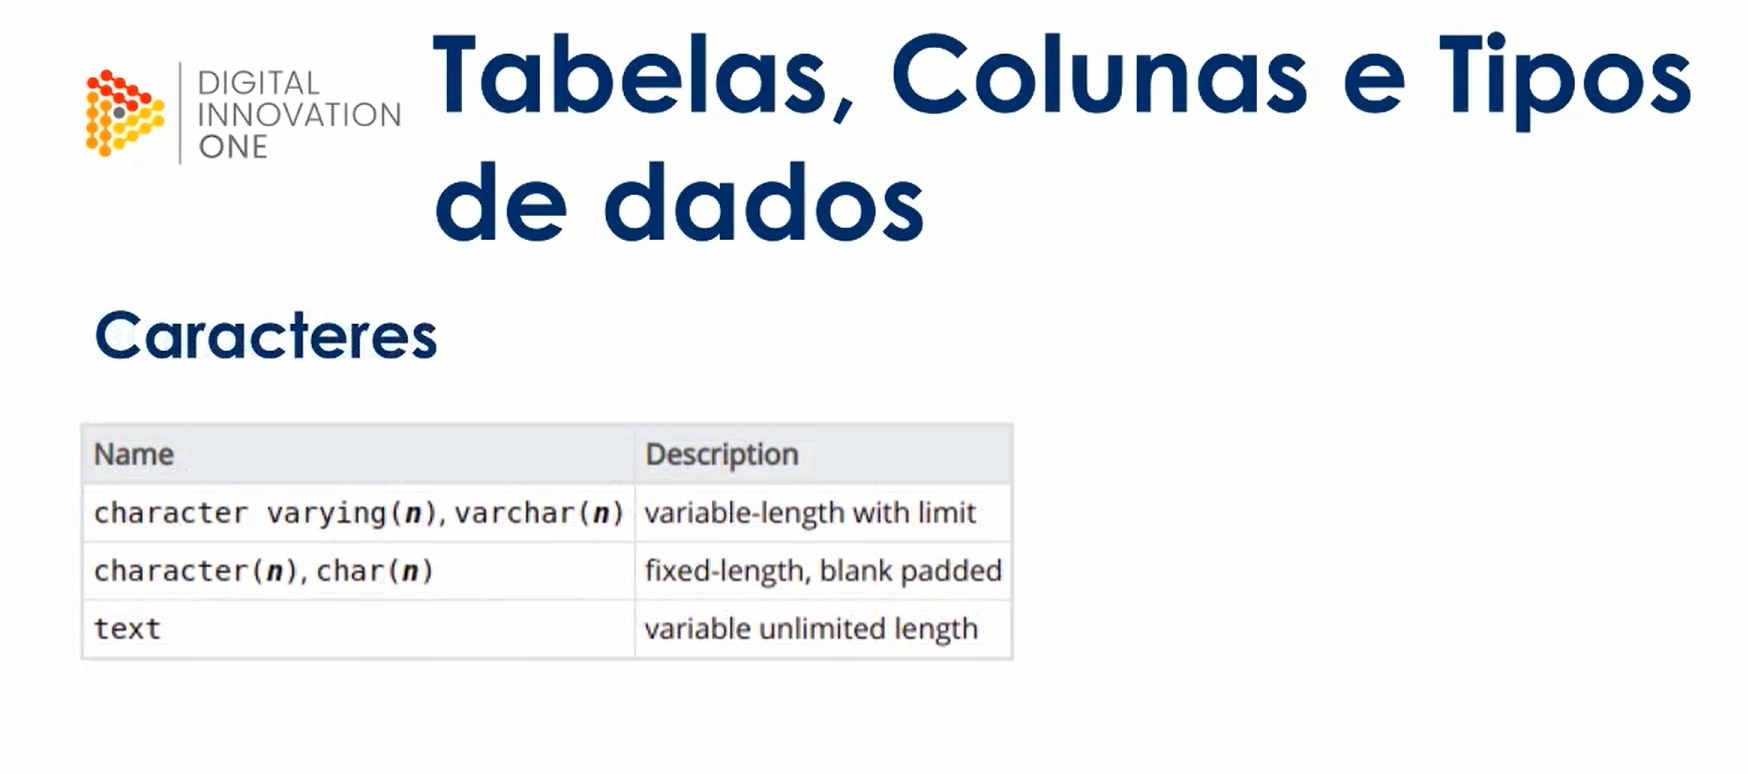 DIGITAL
INNOVATION
ONE
Tabelas, Colunas e Tipos
de dados
Caracteres
Name Description
character varying(n), varchar(n) variable-length with limit
character(n), char(n) fixed-length, blank padded
text variable unlimited length